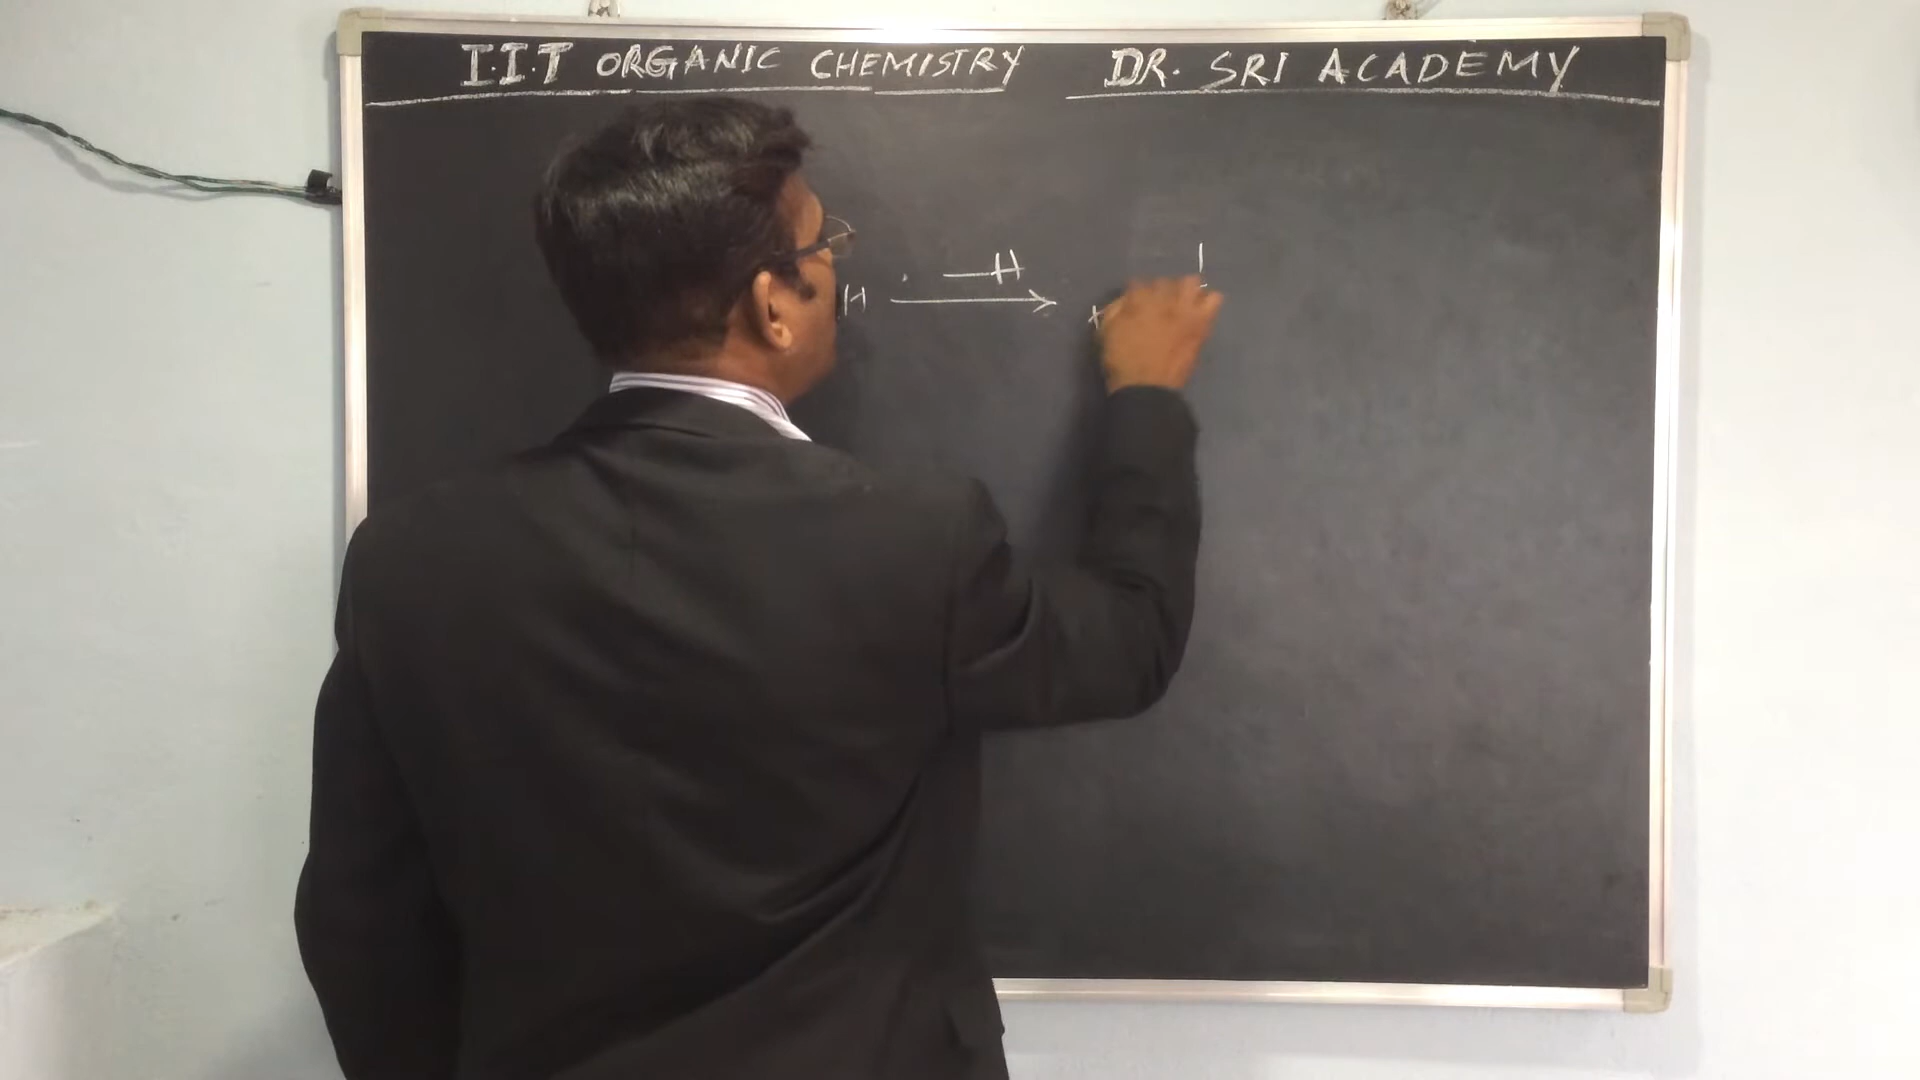 I.I.T ORGANIC CHEMISTRY DR. SRI ACADEMY
—H
H